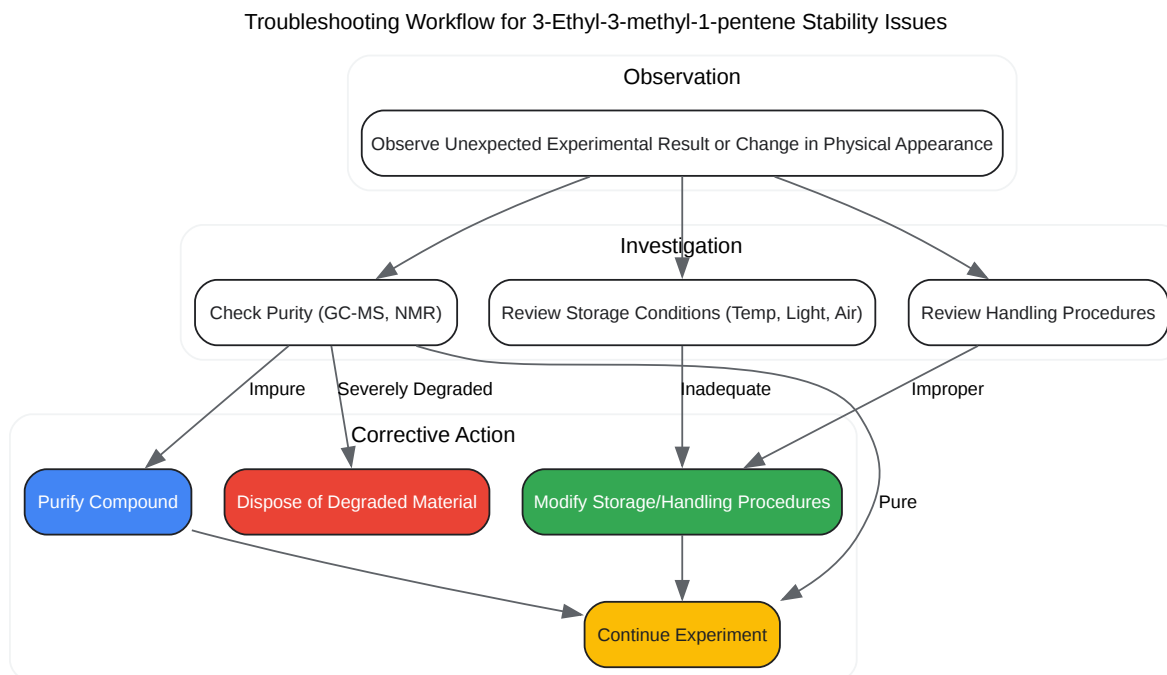 Troubleshooting Workflow for 3-Ethyl-3-methyl-1-pentene Stability Issues
Observation
Observe Unexpected Experimental Result or Change in Physical Appearance
Investigation
Check Purity (GC-MS, NMR)
Review Storage Conditions (Temp, Light, Air)
Review Handling Procedures
Impure
Severely Degraded
Inadequate
Improper
Corrective Action
Purify Compound
Dispose of Degraded Material
Modify Storage/Handling Procedures
Pure
Continue Experiment